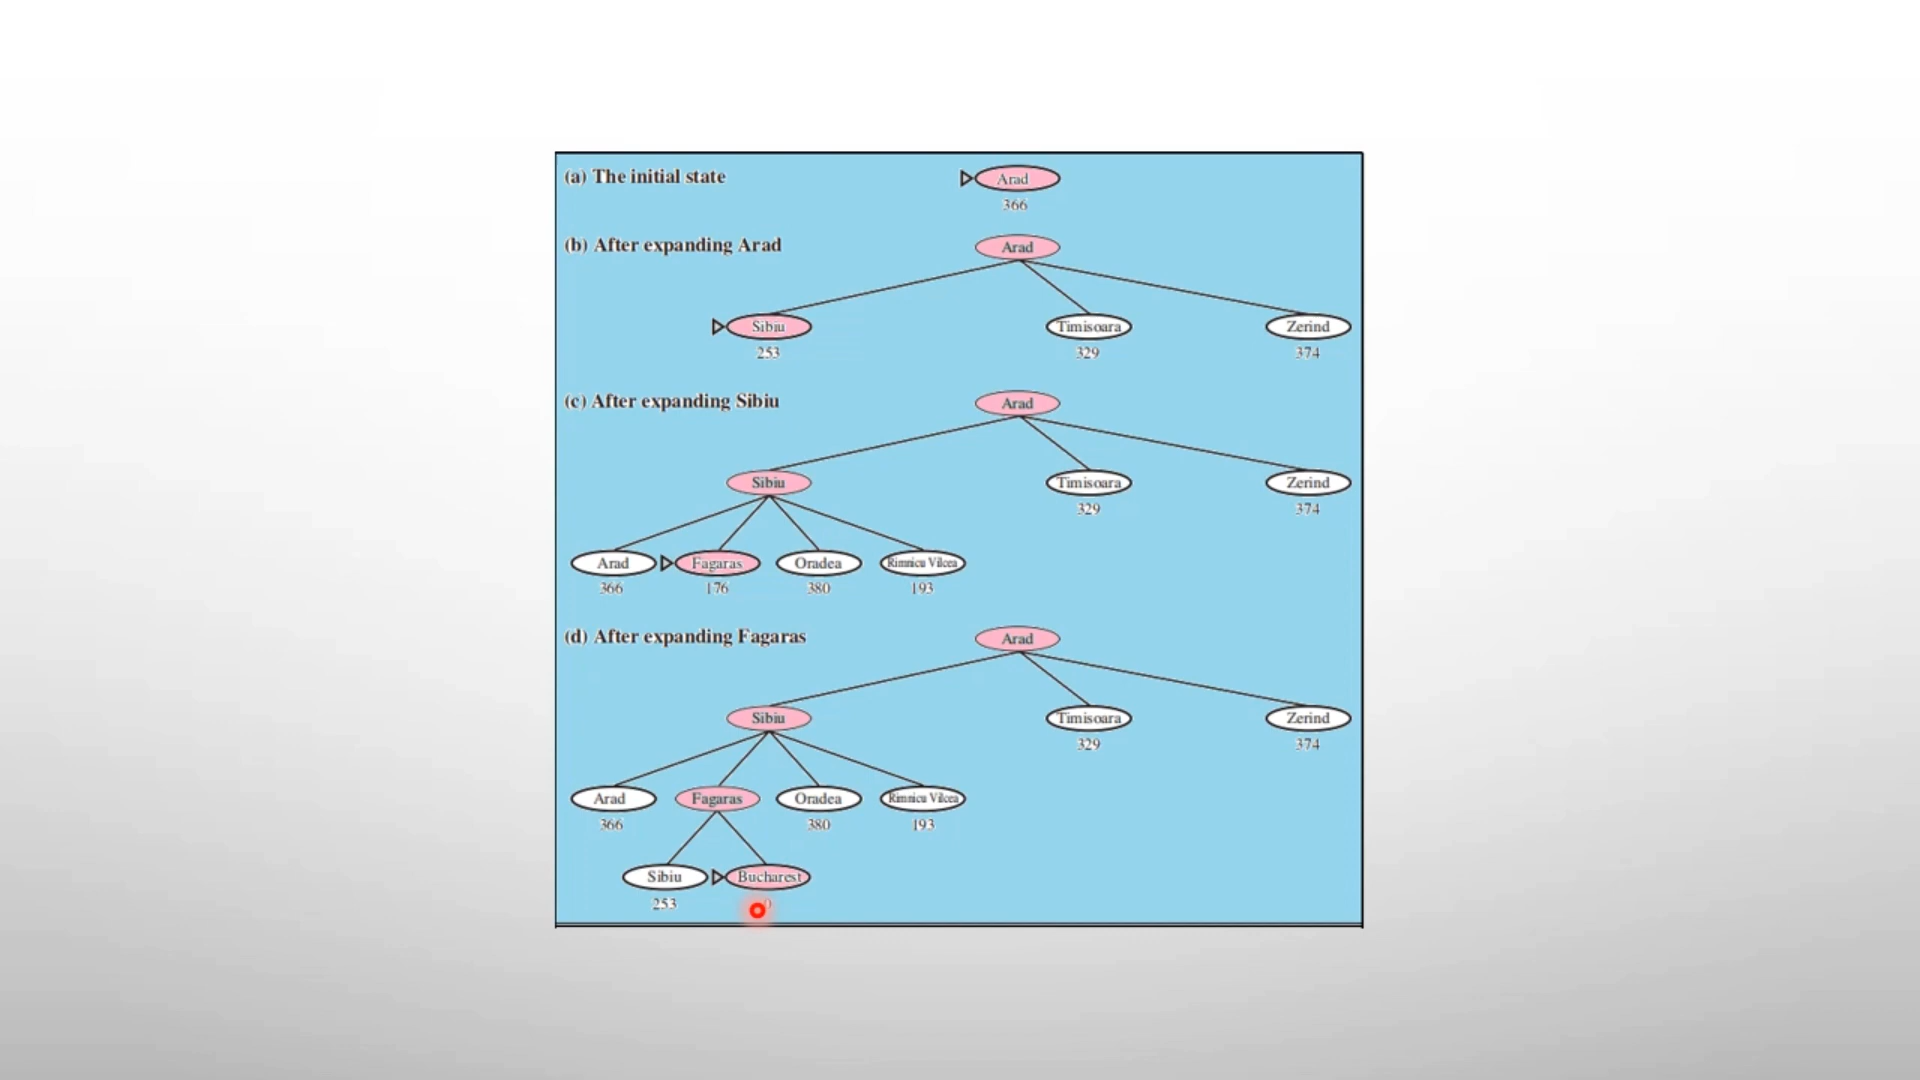 (a) The initial state
Arad
366
(b) After expanding Arad
Arad
Sibiu
Timisoara
Zerind
253
329
374
(c) After expanding Sibiu
Arad
Sibiu
Timisoara
Zerind
329
374
Arad
Fagaras
Oradea
Rimnicu Vilcea
366
176
380
193
(d) After expanding Fagaras
Arad
Sibiu
Timisoara
Zerind
329
374
Arad
Fagaras
Oradea
Rimnicu Vilcea
366
380
193
Sibiu
Bucharest
253
0